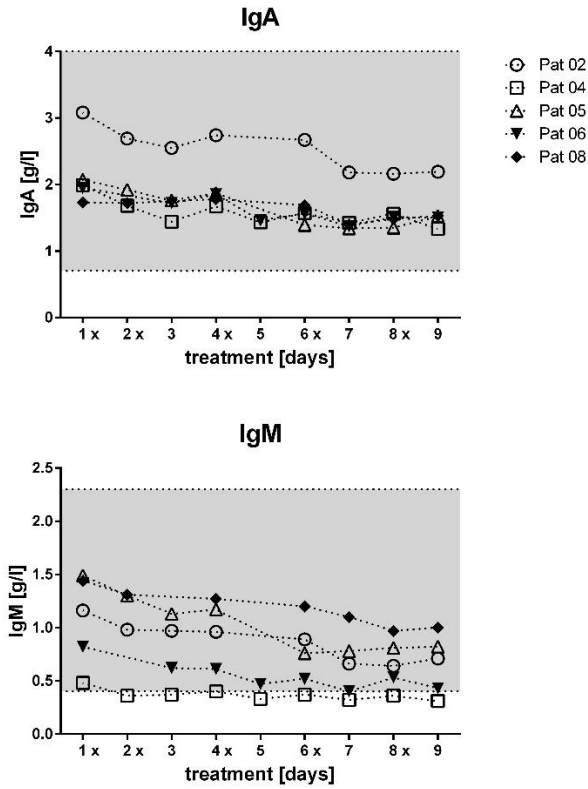 IgA
4
3
2
1
0
IgA [g/l]
1 x 2 x 3 4 x 5 6 x 7 8 x 9
treatment [days]
Pat 02
Pat 04
Pat 05
Pat 06
Pat 08
IgM
2.5
2.0
1.5
1.0
0.5
0.0
IgM [g/l]
1 x 2 x 3 4 x 5 6 x 7 8 x 9
treatment [days]